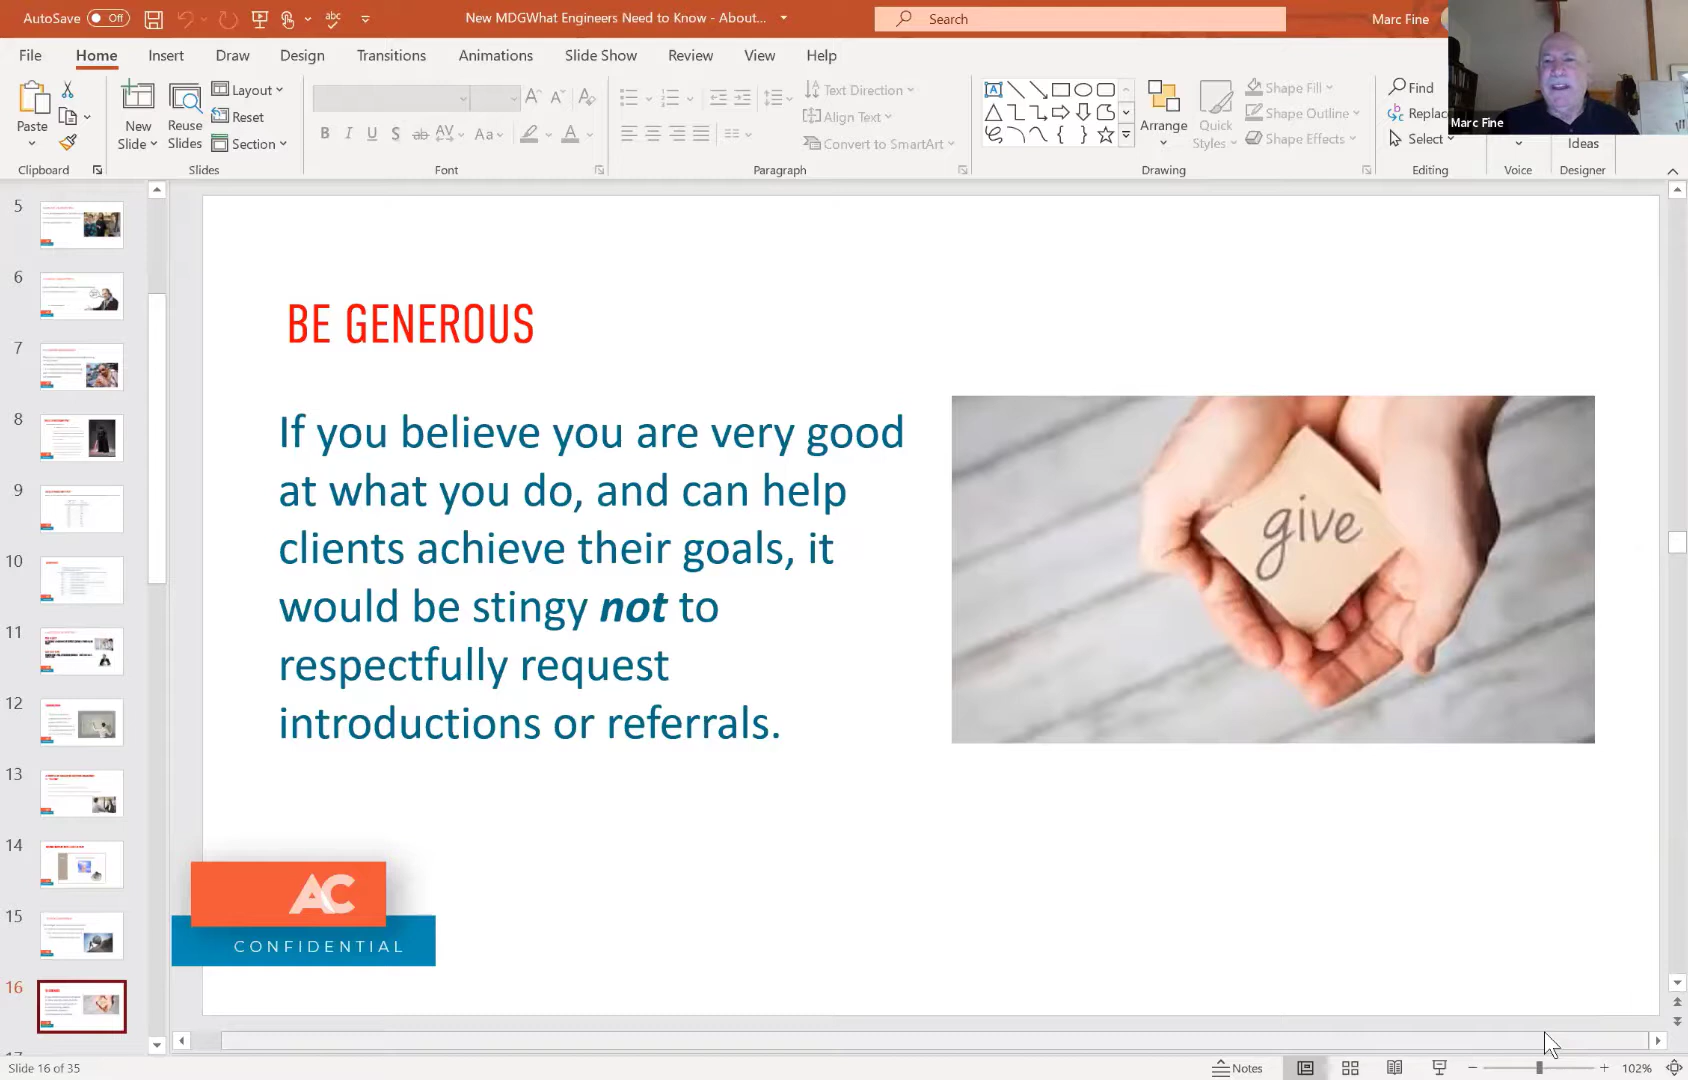 AutoSave Off
New MDGWhat Engineers Need to Know - About...
Search
Marc Fine
File Home Insert Draw Design Transitions Animations Slide Show Review View Help
Paste
Clipboard
New Slide
Reuse Slides
Layout
Reset
Section
Slides
B I U S ab AV Aa A
Font
Text Direction
Align Text
Convert to SmartArt
Paragraph
Arrange
Quick Styles
Shape Fill
Shape Outline
Shape Effects
Drawing
Find
Replac
Select
Editing
Voice
Ideas
Designer
Marc Fine
5
6
7
8
9
10
11
12
13
14
15
16
BE GENEROUS
If you believe you are very good
at what you do, and can help
clients achieve their goals, it
would be stingy not to
respectfully request
introductions or referrals.
give
AC
CONFIDENTIAL
Slide 16 of 35
Notes
102%